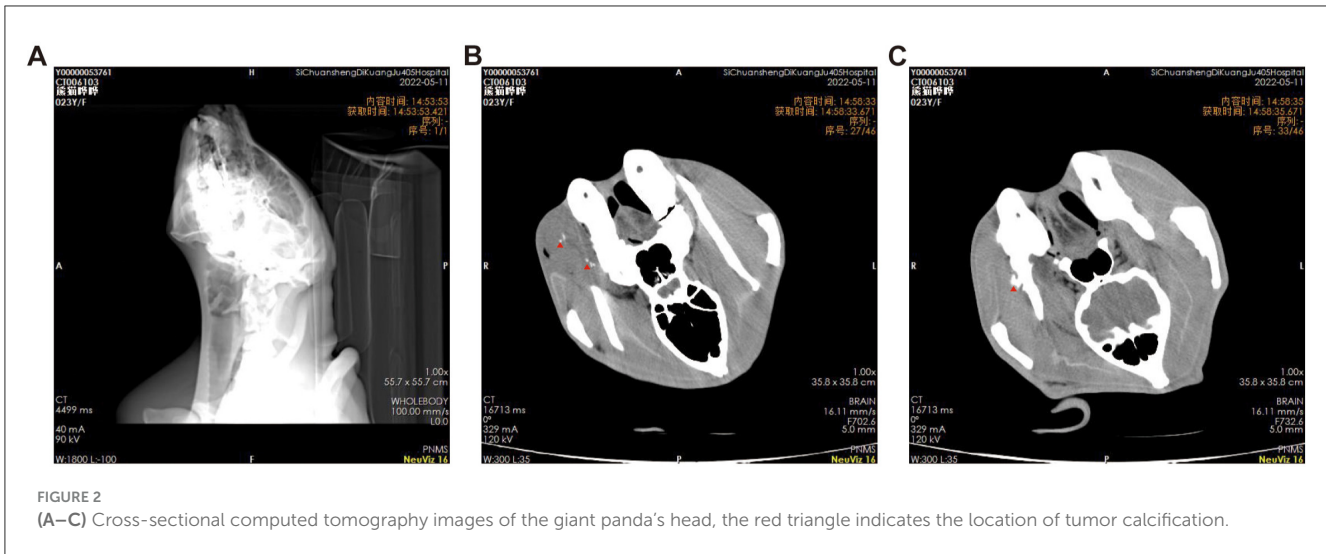 A
Y00000053761
CT006103
熊猫晔晔
023Y/F
H
SiChuanshengDiKuangJu405Hospital
2022-05-11
内容时间: 14:53:53
获取时间: 14:53:53.421
序列: -
序号: 1/1
A
P
CT
4499 ms
40 mA
90 kV
W:1800 L:-100
F
1.00x
55.7 x 55.7 cm
WHOLEBODY
100.00 mm/s
L0.0
PNMS
NeuViz 16
B
Y00000053761
CT006103
熊猫晔晔
023Y/F
A
SiChuanshengDiKuangJu405Hospital
2022-05-11
内容时间: 14:58:33
获取时间: 14:58:33.671
序列: -
序号: 27/46
R
L
CT
16713 ms
0°
329 mA
120 kV
W:300 L:35
P
1.00x
35.8 x 35.8 cm
BRAIN
16.11 mm/s
F702.6
5.0 mm
PNMS
NeuViz 16
C
Y00000053761
CT006103
熊猫晔晔
023Y/F
A
SiChuanshengDiKuangJu405Hospital
2022-05-11
内容时间: 14:58:35
获取时间: 14:58:35.671
序列: -
序号: 33/46
R
L
CT
16713 ms
0°
329 mA
120 kV
W:300 L:35
P
1.00x
35.8 x 35.8 cm
BRAIN
16.11 mm/s
F732.6
5.0 mm
PNMS
NeuViz 16
FIGURE 2
(A–C) Cross-sectional computed tomography images of the giant panda's head, the red triangle indicates the location of tumor calcification.